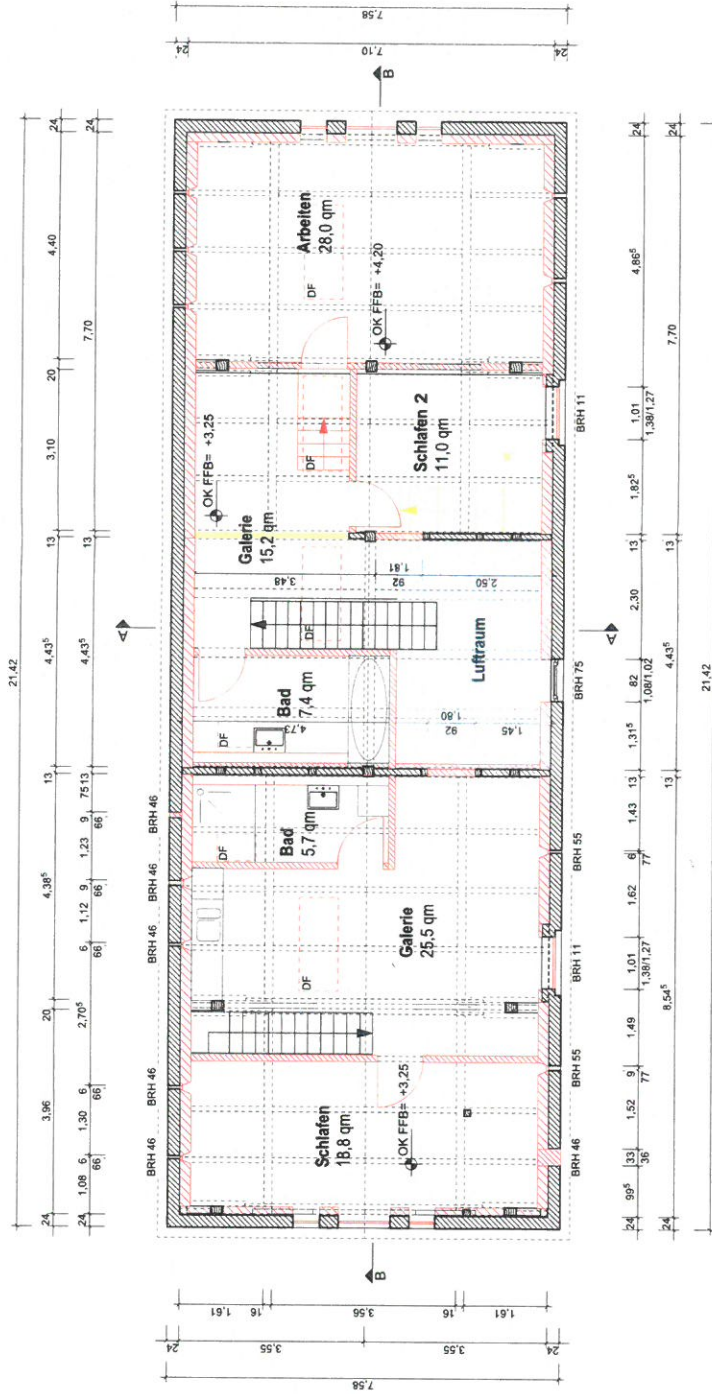 21,42
24
4,40
20
3,10
13
4,43⁵
13
4,38⁵
20
3,96
24
24
7,70
13
4,43⁵
13
75
9
1,23
9
1,12
6
2,70⁵
6
1,30
6
1,08
24
66
66
66
66
66
7,58
24
7,10
24
B
A
BRH 46
BRH 46
BRH 46
BRH 46
BRH 46
Arbeiten
28,0 qm
DF
OK FFB= +4,20
OK FFB= +3,25
Schlafen 2
11,0 qm
DF
Galerie
15,2 qm
3,48
92
1,81
2,50
DF
Luftraum
Bad
7,4 qm
4,73
DF
1,80
92
1,45
Bad
5,7 qm
DF
Galerie
25,5 qm
DF
Schlafen
18,8 qm
OK FFB= +3,25
BRH 11
BRH 75
BRH 55
BRH 11
BRH 55
BRH 46
A
B
24
4,86⁵
1,01
1,38/1,27
1,82⁵
13
2,30
82
1,08/1,02
1,31⁵
13
1,43
6
77
1,62
1,01
1,38/1,27
1,49
9
77
1,52
33
36
99⁵
24
24
7,70
13
4,43⁵
13
8,54⁵
24
21,42
1,61
16
3,56
16
1,61
24
3,55
3,55
24
7,58